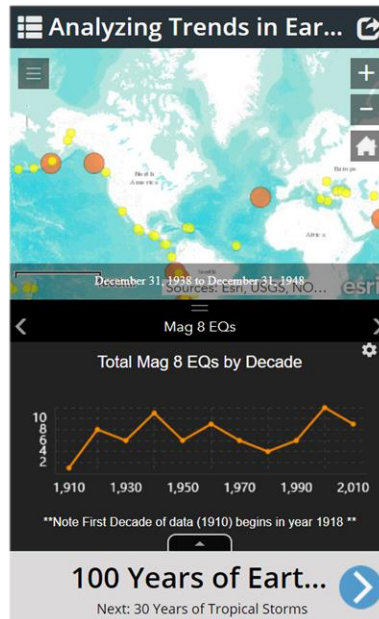 Analyzing Trends in Ear...
+
−
North
America
Europe
Africa
South
December 31, 1938 to December 31, 1948
Sources: Esri, USGS, NO...
esri
Mag 8 EQs
Total Mag 8 EQs by Decade
10
8
6
4
2
1,910 1,930 1,950 1,970 1,990 2,010
**Note First Decade of data (1910) begins in year 1918 **
100 Years of Eart...
Next: 30 Years of Tropical Storms